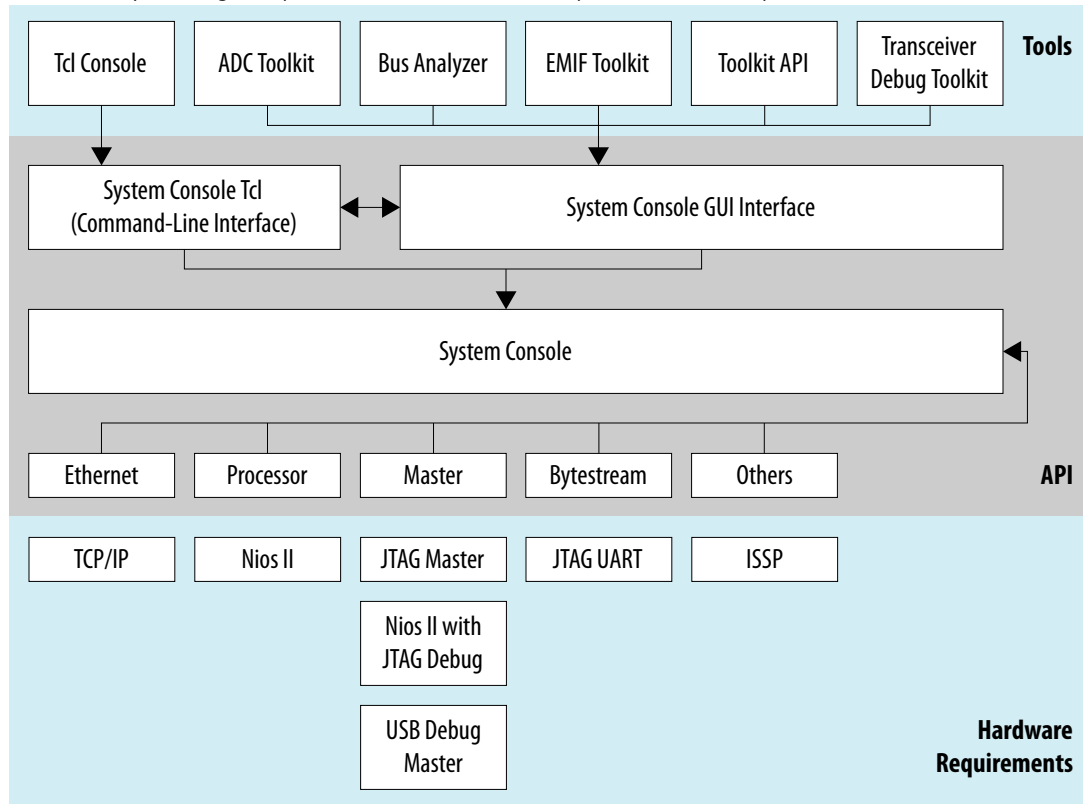 Tcl Console
ADC Toolkit
Bus Analyzer
EMIF Toolkit
Toolkit API
Transceiver
Debug Toolkit
Tools
System Console Tcl
(Command-Line Interface)
System Console GUI Interface
System Console
Ethernet
Processor
Master
Bytestream
Others
API
TCP/IP
Nios II
JTAG Master
JTAG UART
ISSP
Nios II with
JTAG Debug
USB Debug
Master
Hardware
Requirements